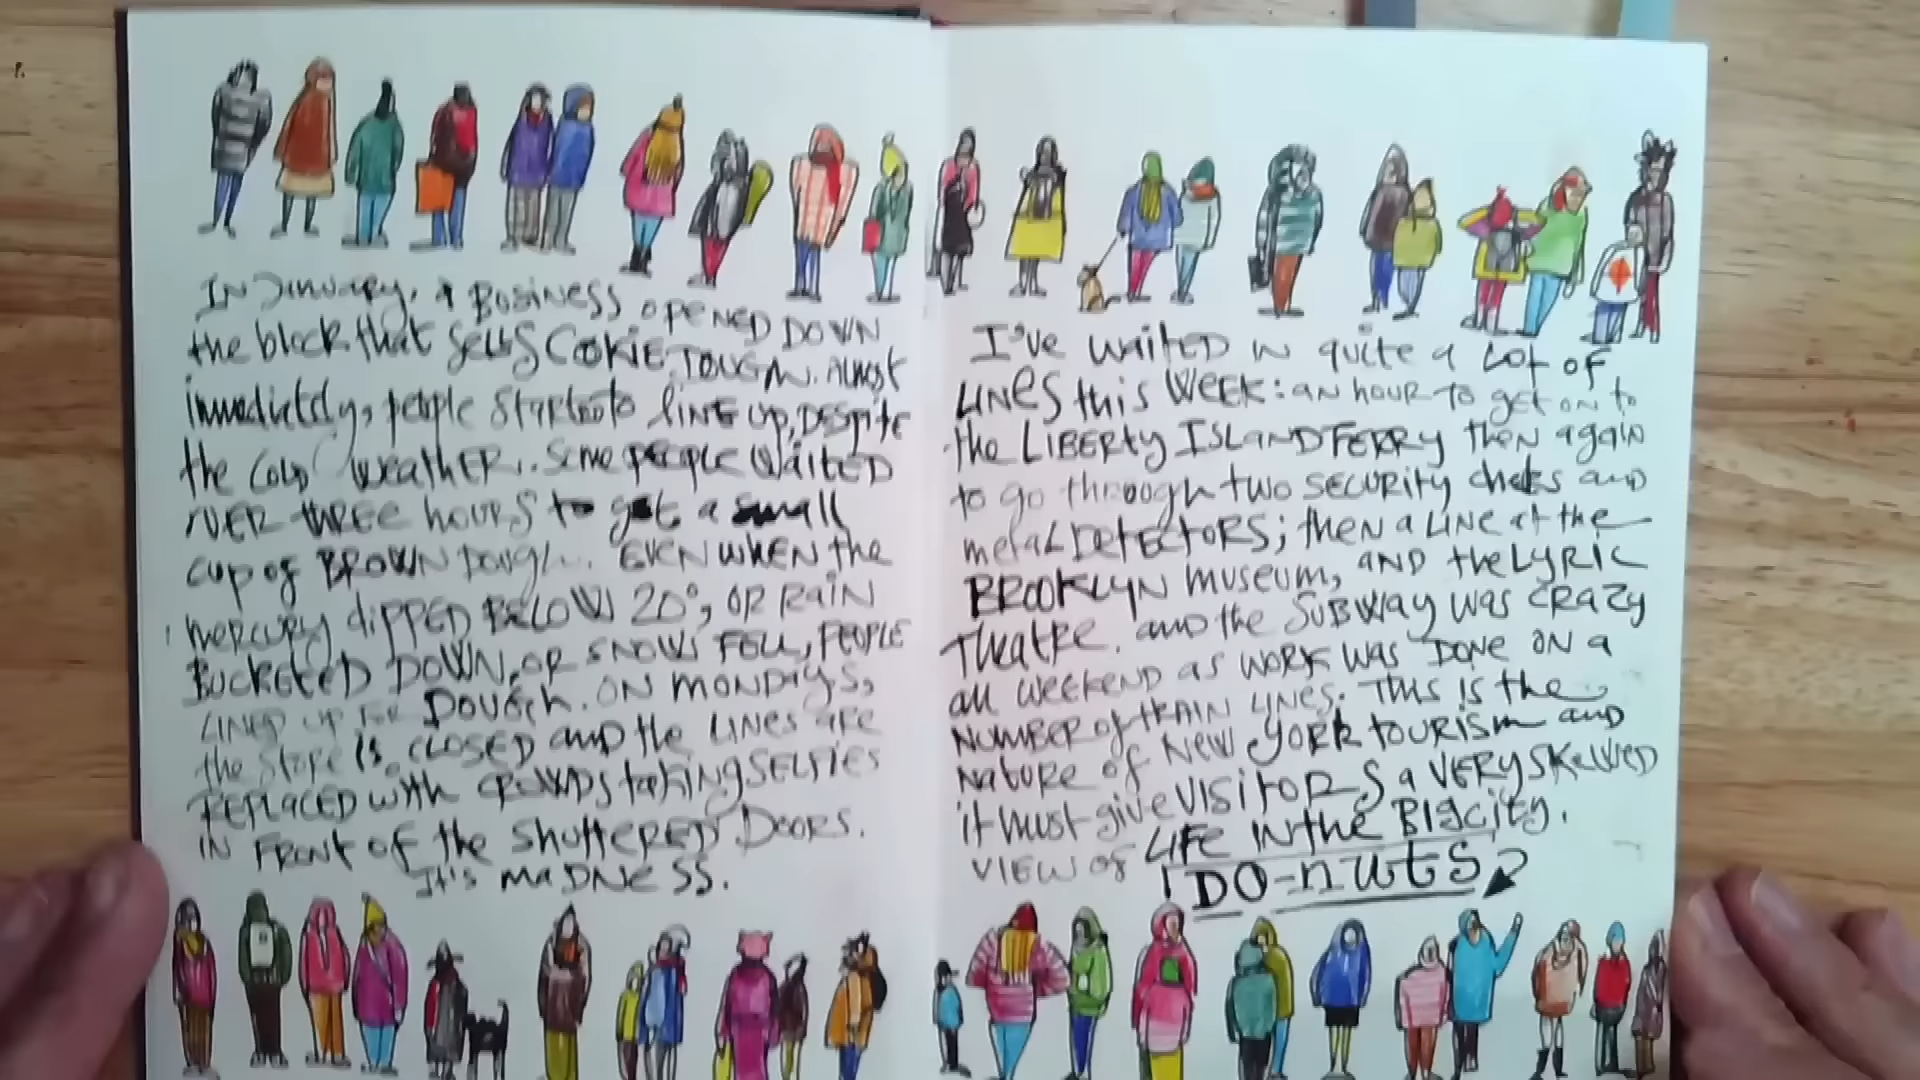 In January, a Business opened down
the block that sells Cookie Dough. Almost
immediately, people started to line up, despite
the cold weather. Some people waited
over three hours to get a small
cup of brown dough. Even when the
mercury dipped below 20°, or rain
bucketed down, or snows fell, people
lined up for Dough. On Mondays,
the store is closed and the lines are
replaced with crowds taking selfies
in front of the shuttered doors.
It's madness.
I've waited in quite a lot of
lines this week: an hour to get on to
the Liberty Island Ferry then again
to go through two security cheks and
metal detectors; then a line at the
Brooklyn museum, and the Lyric
Theatre. and the subway was crazy
all weekend as work was done on a
number of train lines. This is the
nature of New York tourism and
it must give visitors a very skewed
view of life in the big city.
DO-nuts